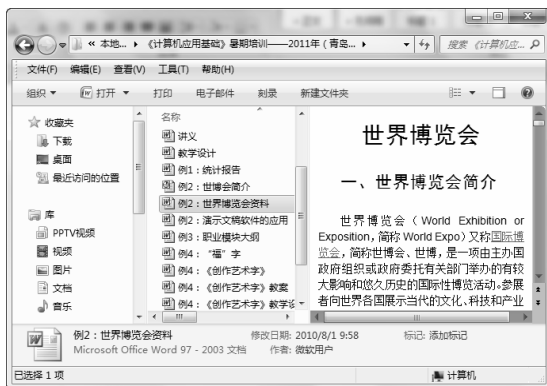 « 本地... ▸ 《计算机应用基础》暑期培训——2011年（青岛... ▸
搜索《计算机应...
文件(F) 编辑(E) 查看(V) 工具(T) 帮助(H)
组织 打开 打印 电子邮件 刻录 新建文件夹
收藏夹
下载
桌面
最近访问的位置
库
PPTV视频
视频
图片
文档
音乐
名称
讲义
教学设计
例1：统计报告
例2：世博会简介
例2：世界博览会资料
例2：演示文稿软件的应用
例3：职业模块大纲
例4：“福”字
例4：《创作艺术字》
例4：《创作艺术字》教案
例4：《创作艺术字》教学设
世界博览会
一、世界博览会简介
世界博览会（World Exhibition or
Exposition，简称 World Expo）又称国际博
览会，简称世博会、世博，是一项由主办国
政府组织或政府委托有关部门举办的有较
大影响和悠久历史的国际性博览活动。参展
者向世界各国展示当代的文化、科技和产业
例2：世界博览会资料 修改日期: 2010/8/1 9:58 标记: 添加标记
Microsoft Office Word 97 - 2003 文档 作者: 微软用户
已选择 1 项 计算机